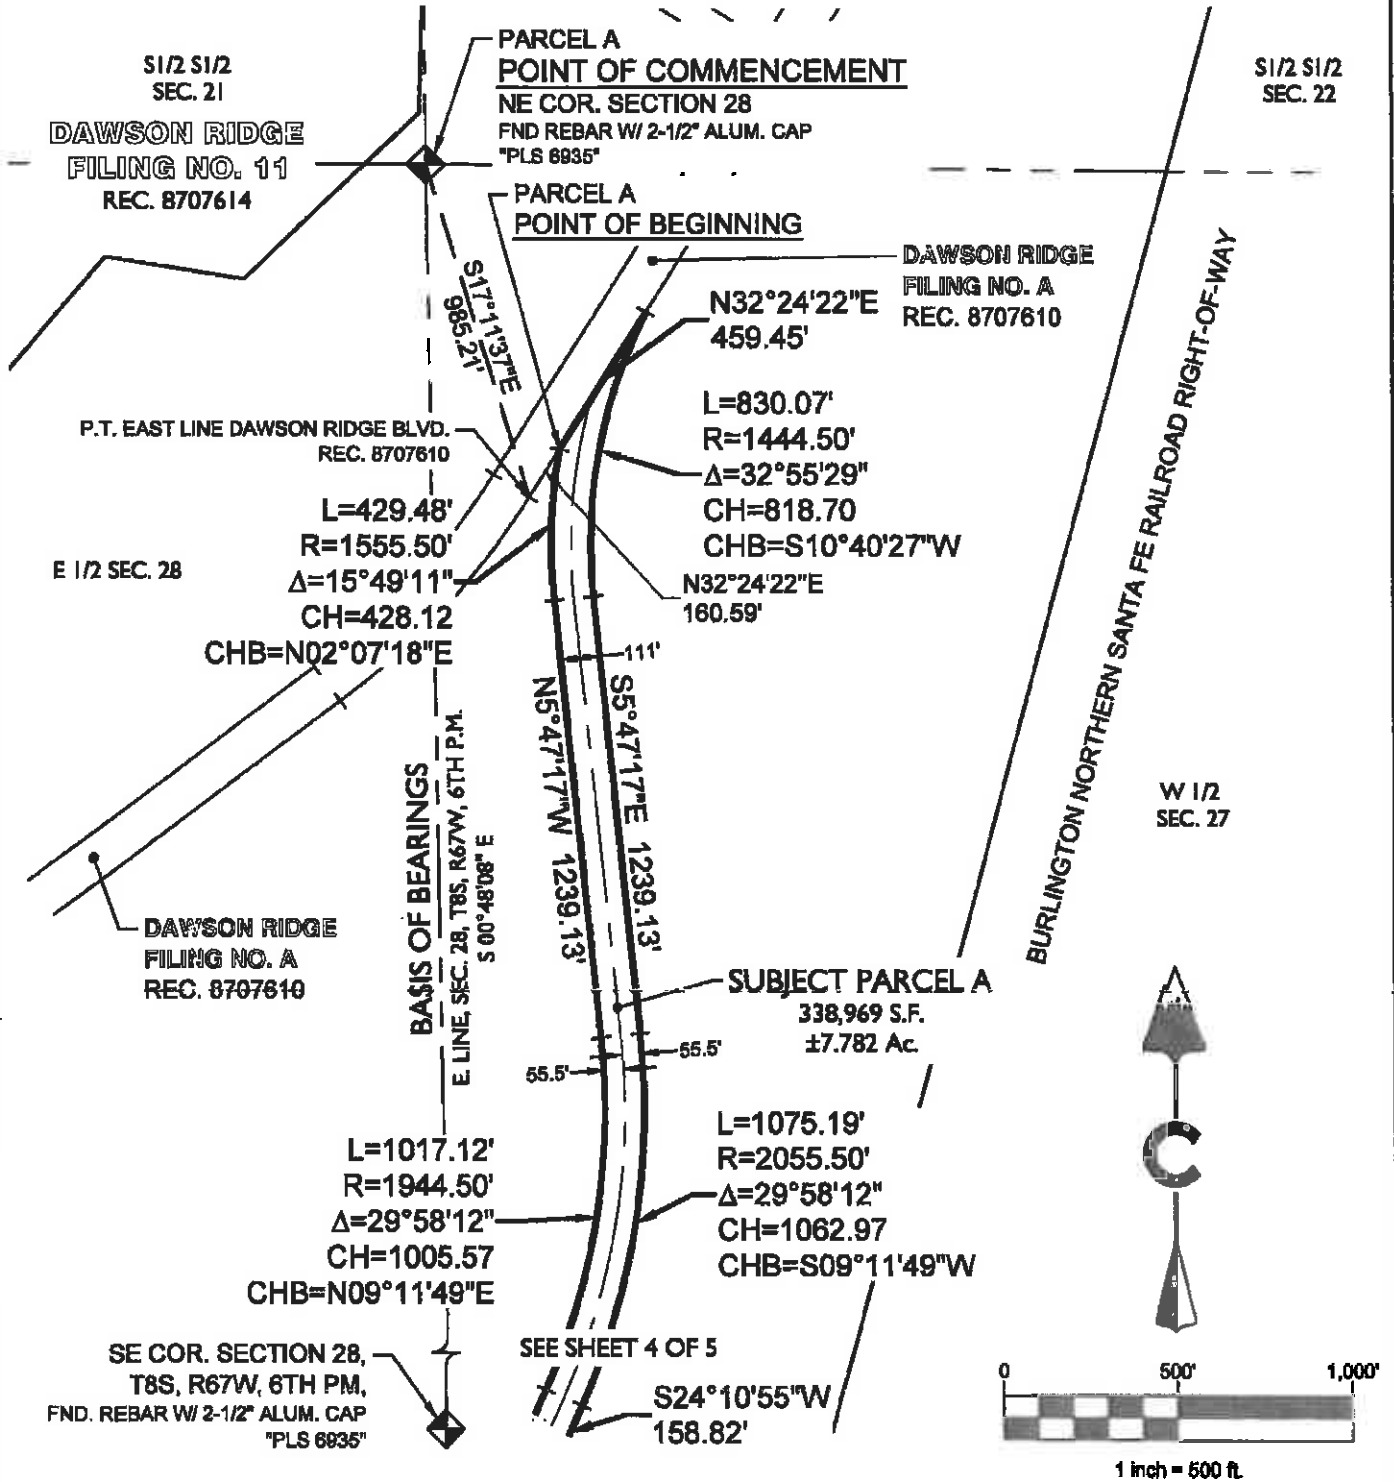 S1/2 S1/2
SEC. 21
DAWSON RIDGE
FILING NO. 11
REC. 8707614
PARCEL A
POINT OF COMMENCEMENT
NE COR. SECTION 28
FND REBAR W/ 2-1/2" ALUM. CAP
"PLS 6935"
S1/2 S1/2
SEC. 22
PARCEL A
POINT OF BEGINNING
DAWSON RIDGE
FILING NO. A
REC. 8707610
S17°11'37"E
985.21'
N32°24'22"E
459.45'
P.T. EAST LINE DAWSON RIDGE BLVD.
REC. 8707610
L=830.07'
R=1444.50'
Δ=32°55'29"
CH=818.70
CHB=S10°40'27"W
L=429.48'
R=1555.50'
Δ=15°49'11"
CH=428.12
CHB=N02°07'18"E
E 1/2 SEC. 28
N32°24'22"E
160.59'
BURLINGTON NORTHERN SANTA FE RAILROAD RIGHT-OF-WAY
111'
N5°47'17"W 1239.13'
S5°47'17"E 1239.13'
BASIS OF BEARINGS
E. LINE, SEC. 28, T8S, R67W, 6TH P.M.
S 00°48'08" E
W 1/2
SEC. 27
DAWSON RIDGE
FILING NO. A
REC. 8707610
SUBJECT PARCEL A
338,969 S.F.
±7.782 Ac.
55.5'
55.5'
L=1017.12'
R=1944.50'
Δ=29°58'12"
CH=1005.57
CHB=N09°11'49"E
L=1075.19'
R=2055.50'
Δ=29°58'12"
CH=1062.97
CHB=S09°11'49"W
SE COR. SECTION 28,
T8S, R67W, 6TH PM,
FND. REBAR W/ 2-1/2" ALUM. CAP
"PLS 6935"
SEE SHEET 4 OF 5
S24°10'55"W
158.82'
0 500' 1,000'
1 inch = 500 ft.